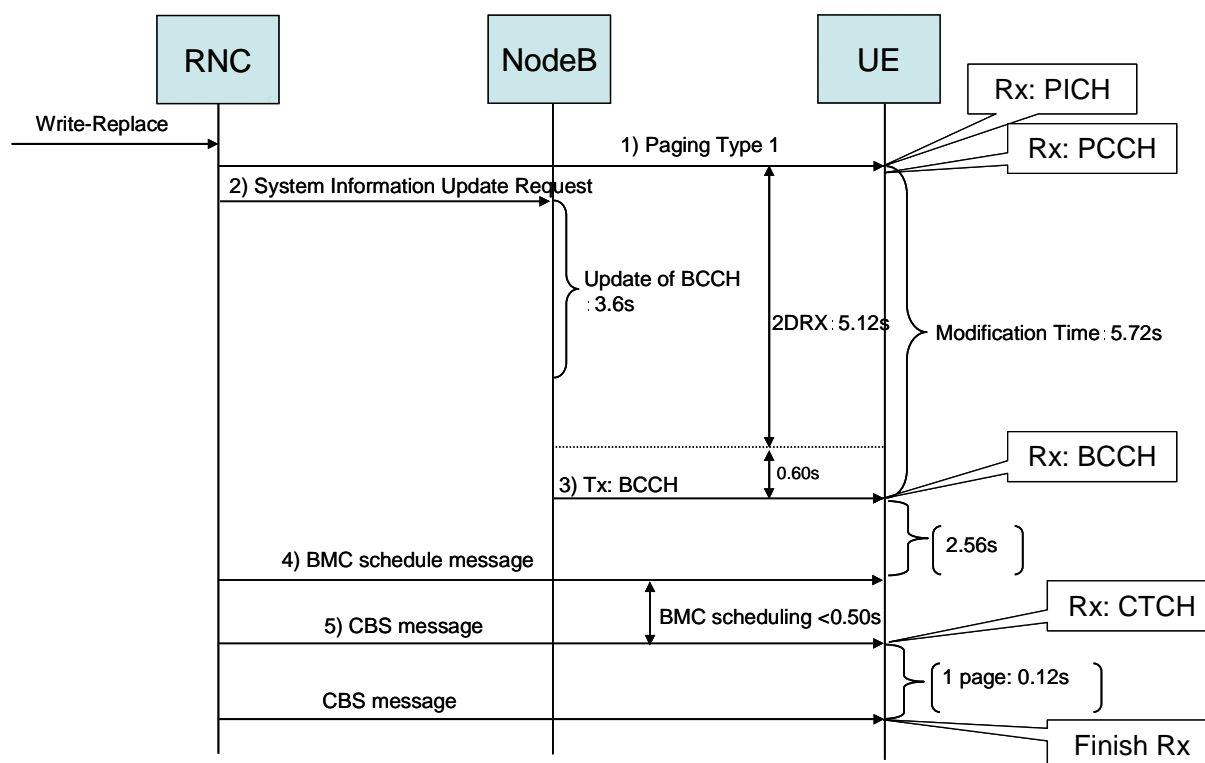 RNC
NodeB
UE
Rx: PICH
Write-Replace
1) Paging Type 1
Rx: PCCH
2) System Information Update Request
Update of BCCH
: 3.6s
2DRX : 5.12s
Modification Time : 5.72s
Rx: BCCH
0.60s
3) Tx: BCCH
2.56s
4) BMC schedule message
Rx: CTCH
BMC scheduling <0.50s
5) CBS message
1 page: 0.12s
CBS message
Finish Rx